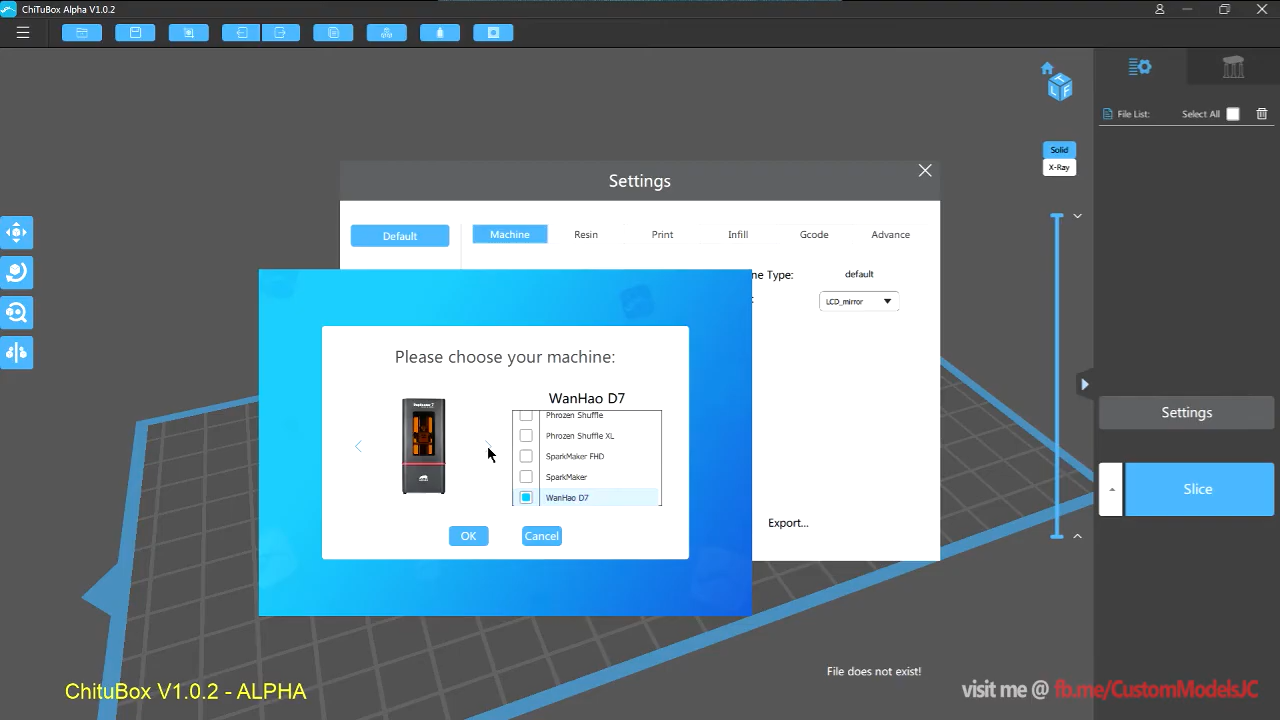 ChiTuBox Alpha V1.0.2
File List:
Select All
Solid
X-Ray
Settings
Default
Machine
Resin
Print
Infill
Gcode
Advance
ne Type:
default
LCD_mirror
Please choose your machine:
WanHao D7
Phrozen Shuffle
Phrozen Shuffle XL
SparkMaker FHD
SparkMaker
WanHao D7
OK
Cancel
Export...
Settings
Slice
File does not exist!
ChituBox V1.0.2 - ALPHA
visit me @ fb.me/CustomModelsJC